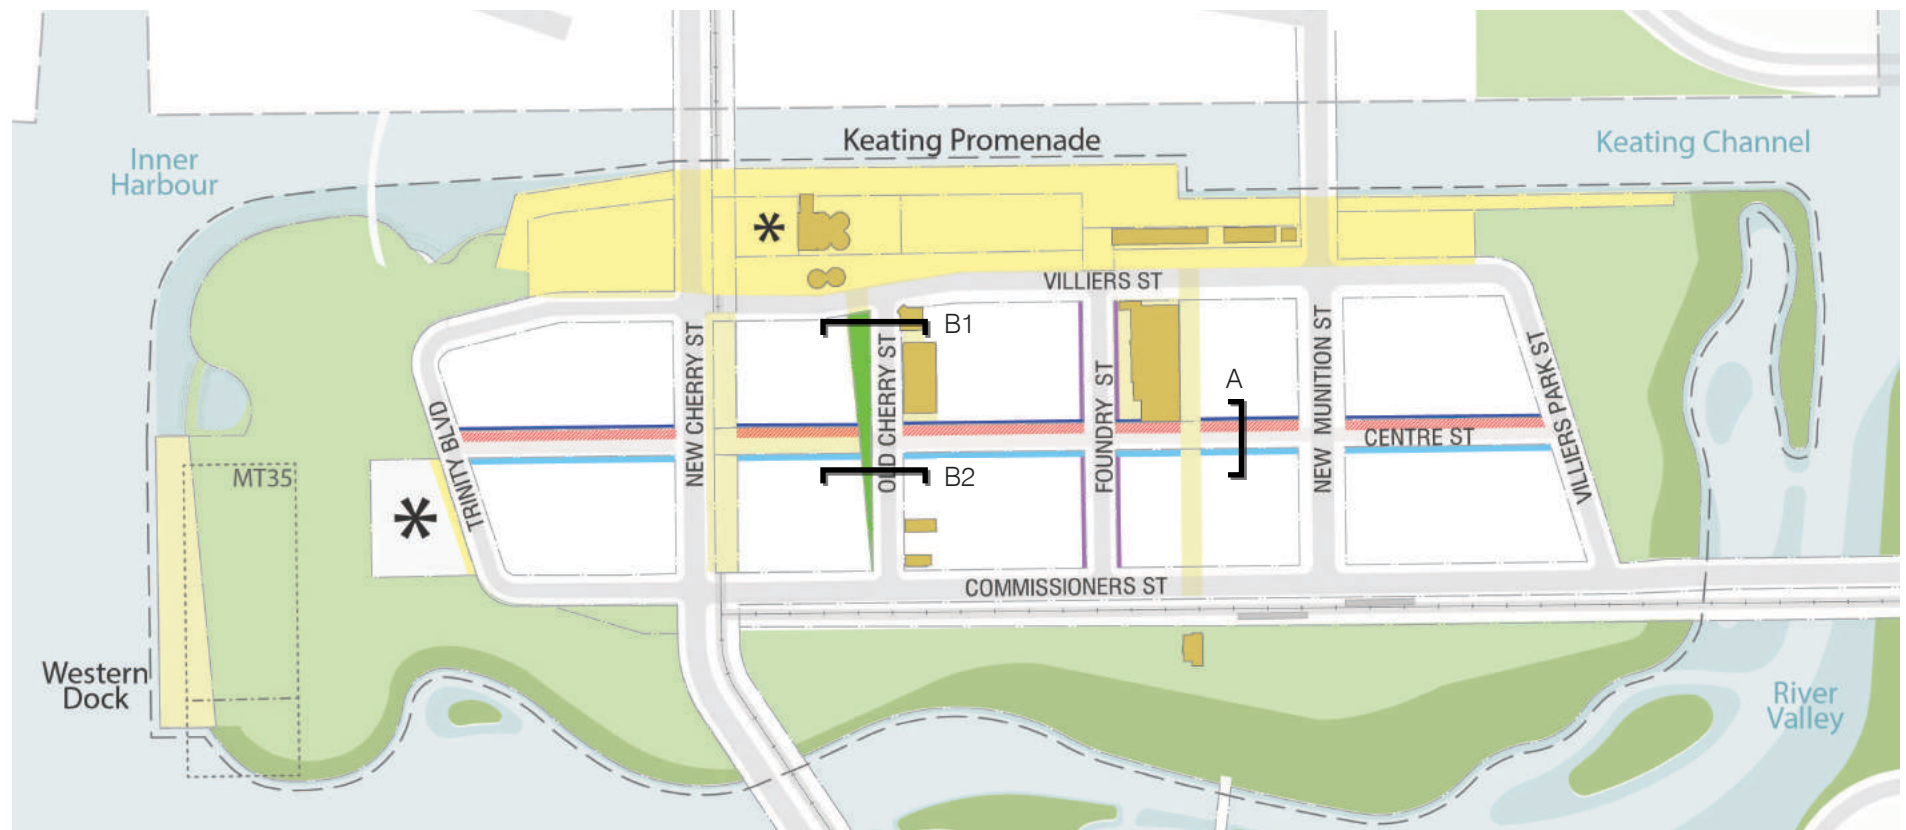 Keating Promenade
Keating Channel
Inner
Harbour
*
VILLIERS ST
B1
NEW CHERRY ST
OLD CHERRY ST
FOUNDRY ST
NEW MUNITION ST
VILLIERS PARK ST
A
TRINITY BLVD
CENTRE ST
MT35
B2
*
COMMISSIONERS ST
Western
Dock
River
Valley